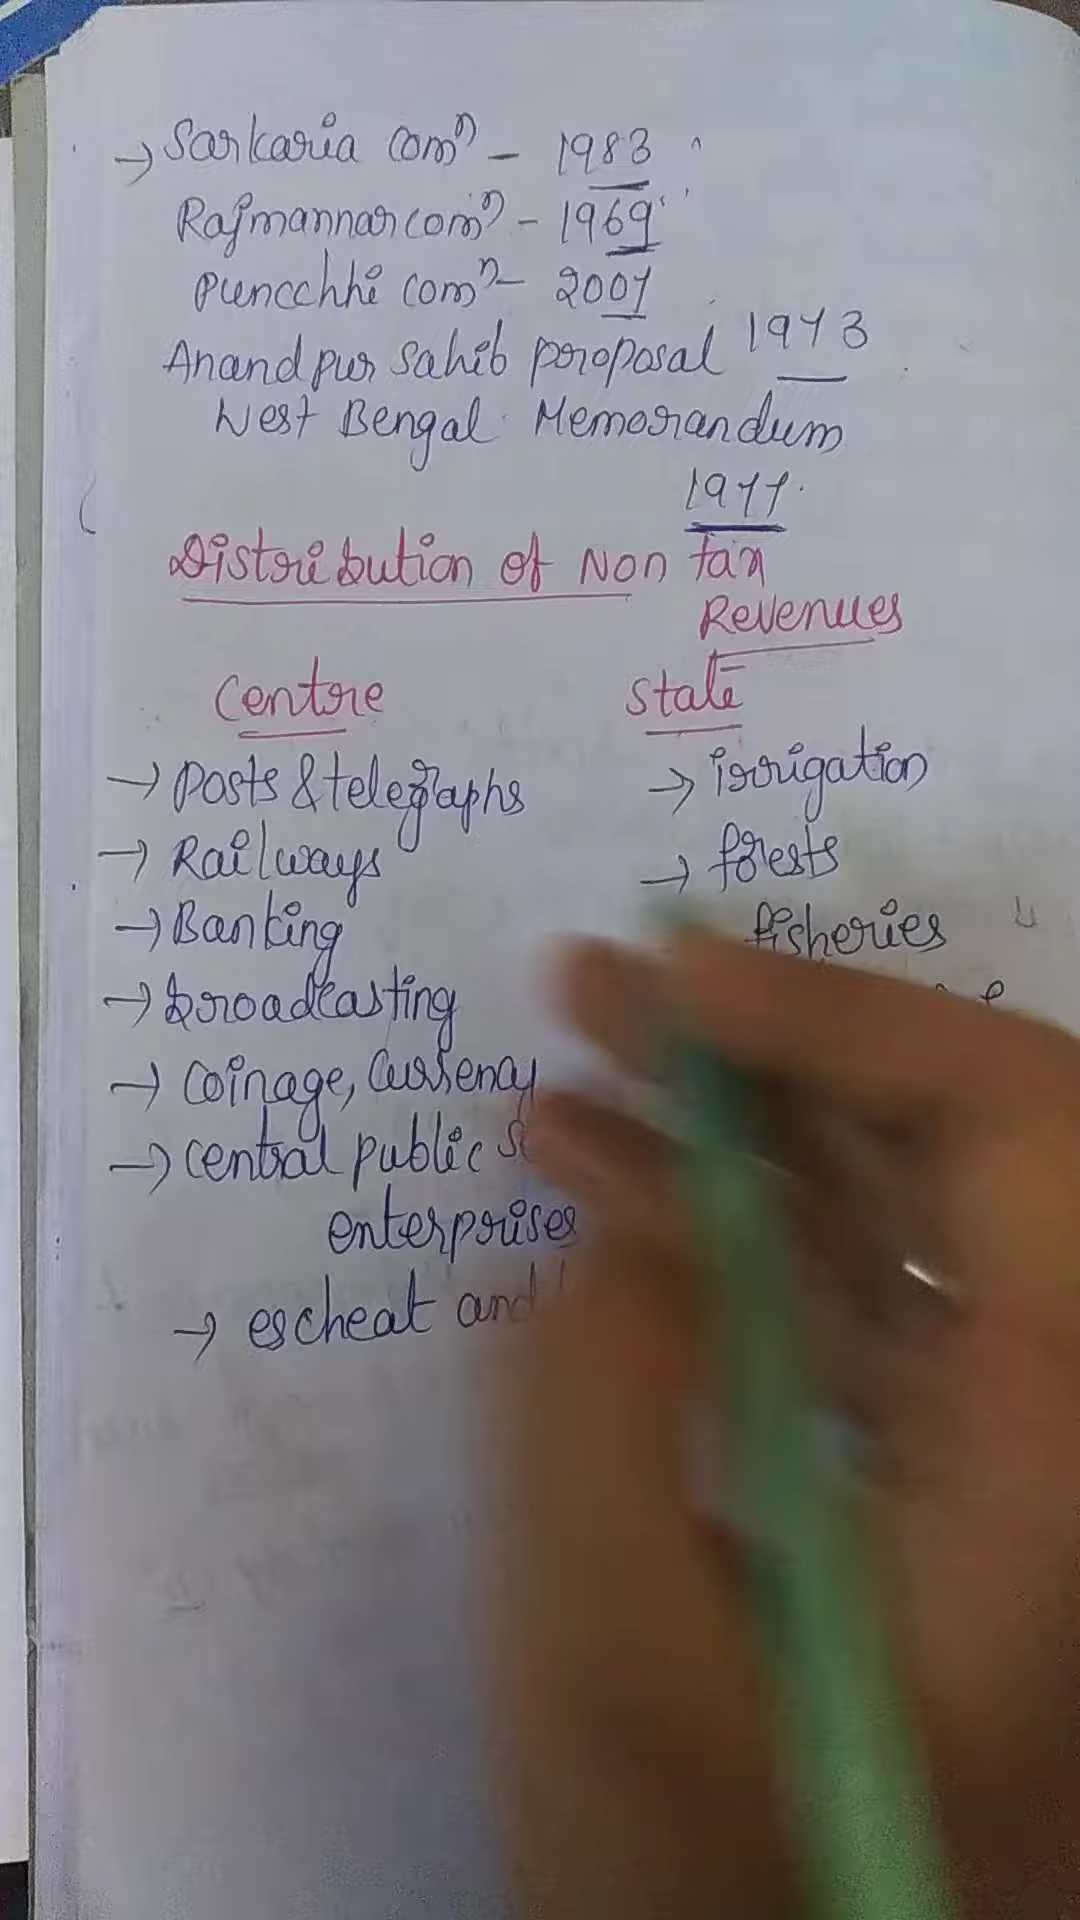 → Sarkaria comⁿ - 1983
Rajmannar comⁿ - 1969
Puncchhi comⁿ - 2007
Anandpur Sahib proposal 1973
West Bengal Memorandum
1977.
Distribution of Non tax
Revenues
Centre
State
→ Posts & telegraphs
→ irrigation
→ Railways
→ forests
→ Banking
fisheries
→ broadcasting
→ Coinage, Currency
→ central public
enterprises
→ escheat and